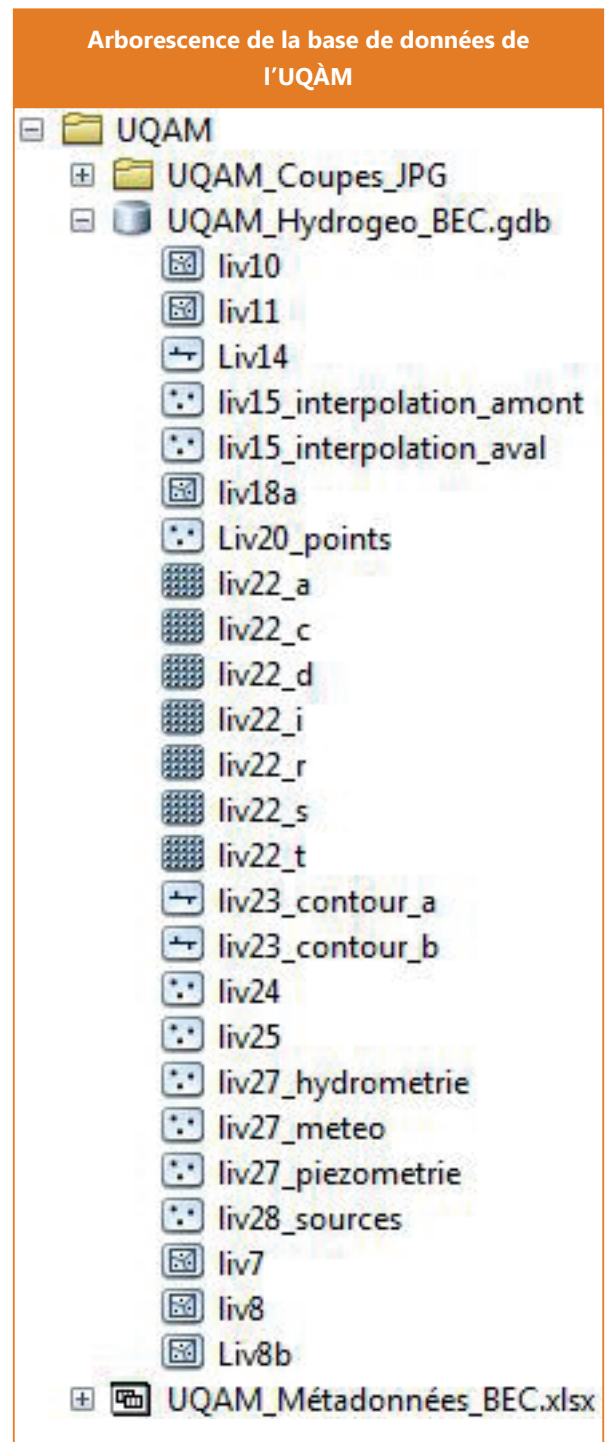 Arborescence de la base de données de
l’UQÀM
UQAM
UQAM_Coupes_JPG
UQAM_Hydrogeo_BEC.gdb
liv10
liv11
Liv14
liv15_interpolation_amont
liv15_interpolation_aval
liv18a
Liv20_points
liv22_a
liv22_c
liv22_d
liv22_i
liv22_r
liv22_s
liv22_t
liv23_contour_a
liv23_contour_b
liv24
liv25
liv27_hydrometrie
liv27_meteo
liv27_piezometrie
liv28_sources
liv7
liv8
Liv8b
UQAM_Métadonnées_BEC.xlsx